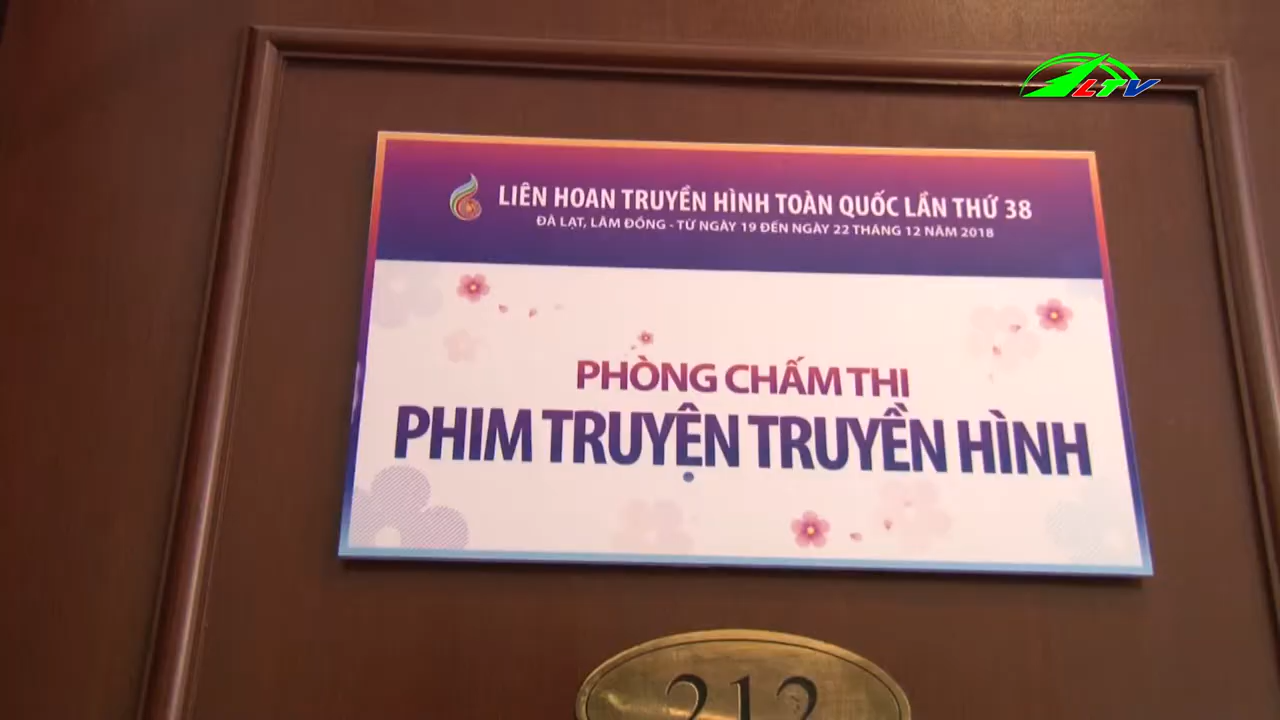 LTV
LIÊN HOAN TRUYỀN HÌNH TOÀN QUỐC LẦN THỨ 38
ĐÀ LẠT, LÂM ĐỒNG - TỪ NGÀY 19 ĐẾN NGÀY 22 THÁNG 12 NĂM 2018
PHÒNG CHẤM THI
PHIM TRUYỆN TRUYỀN HÌNH
212